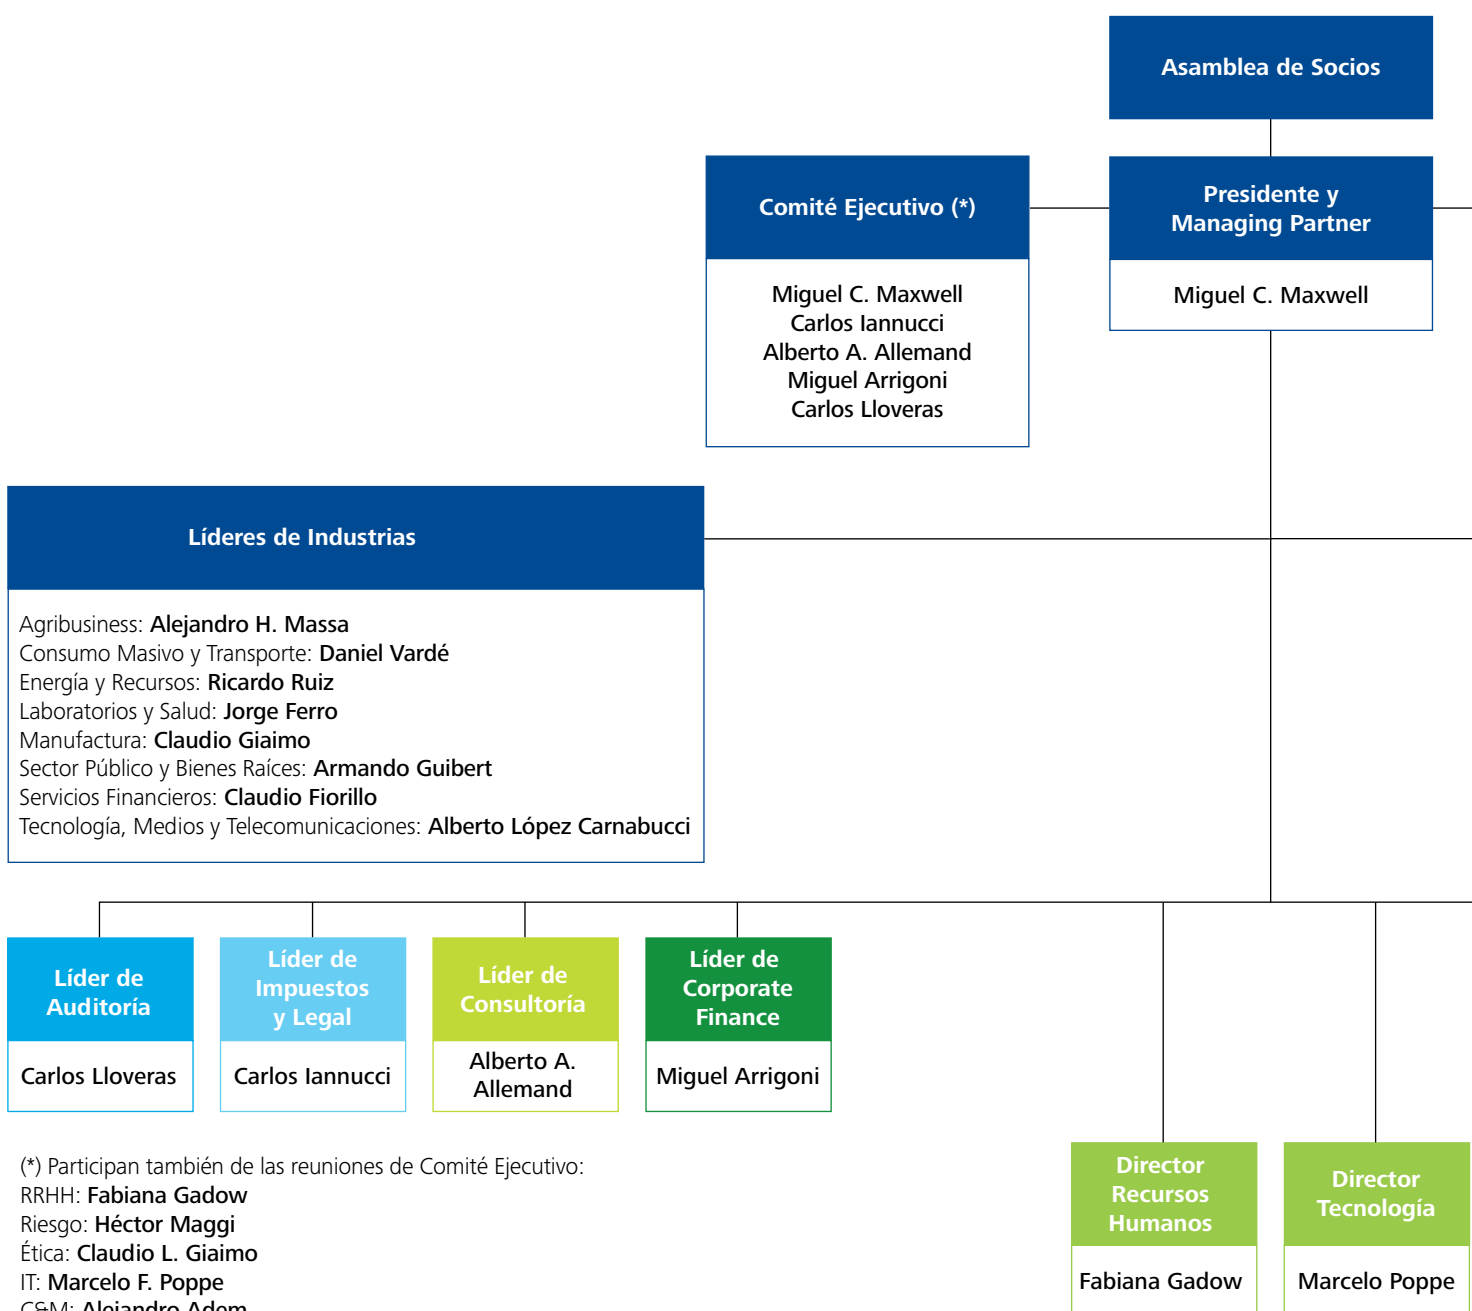 Asamblea de Socios
Comité Ejecutivo (*)
Miguel C. Maxwell
Carlos Iannucci
Alberto A. Allemand
Miguel Arrigoni
Carlos Lloveras
Presidente y
Managing Partner
Miguel C. Maxwell
Líderes de Industrias
Agribusiness: Alejandro H. Massa
Consumo Masivo y Transporte: Daniel Vardé
Energía y Recursos: Ricardo Ruiz
Laboratorios y Salud: Jorge Ferro
Manufactura: Claudio Giaimo
Sector Público y Bienes Raíces: Armando Guibert
Servicios Financieros: Claudio Fiorillo
Tecnología, Medios y Telecomunicaciones: Alberto López Carnabucci
Líder de
Auditoría
Carlos Lloveras
Líder de
Impuestos
y Legal
Carlos Iannucci
Líder de
Consultoría
Alberto A.
Allemand
Líder de
Corporate
Finance
Miguel Arrigoni
Director
Recursos
Humanos
Fabiana Gadow
Director
Tecnología
Marcelo Poppe
(*) Participan también de las reuniones de Comité Ejecutivo:
RRHH: Fabiana Gadow
Riesgo: Héctor Maggi
Ética: Claudio L. Giaimo
IT: Marcelo F. Poppe
C&M: Alejandro Adem